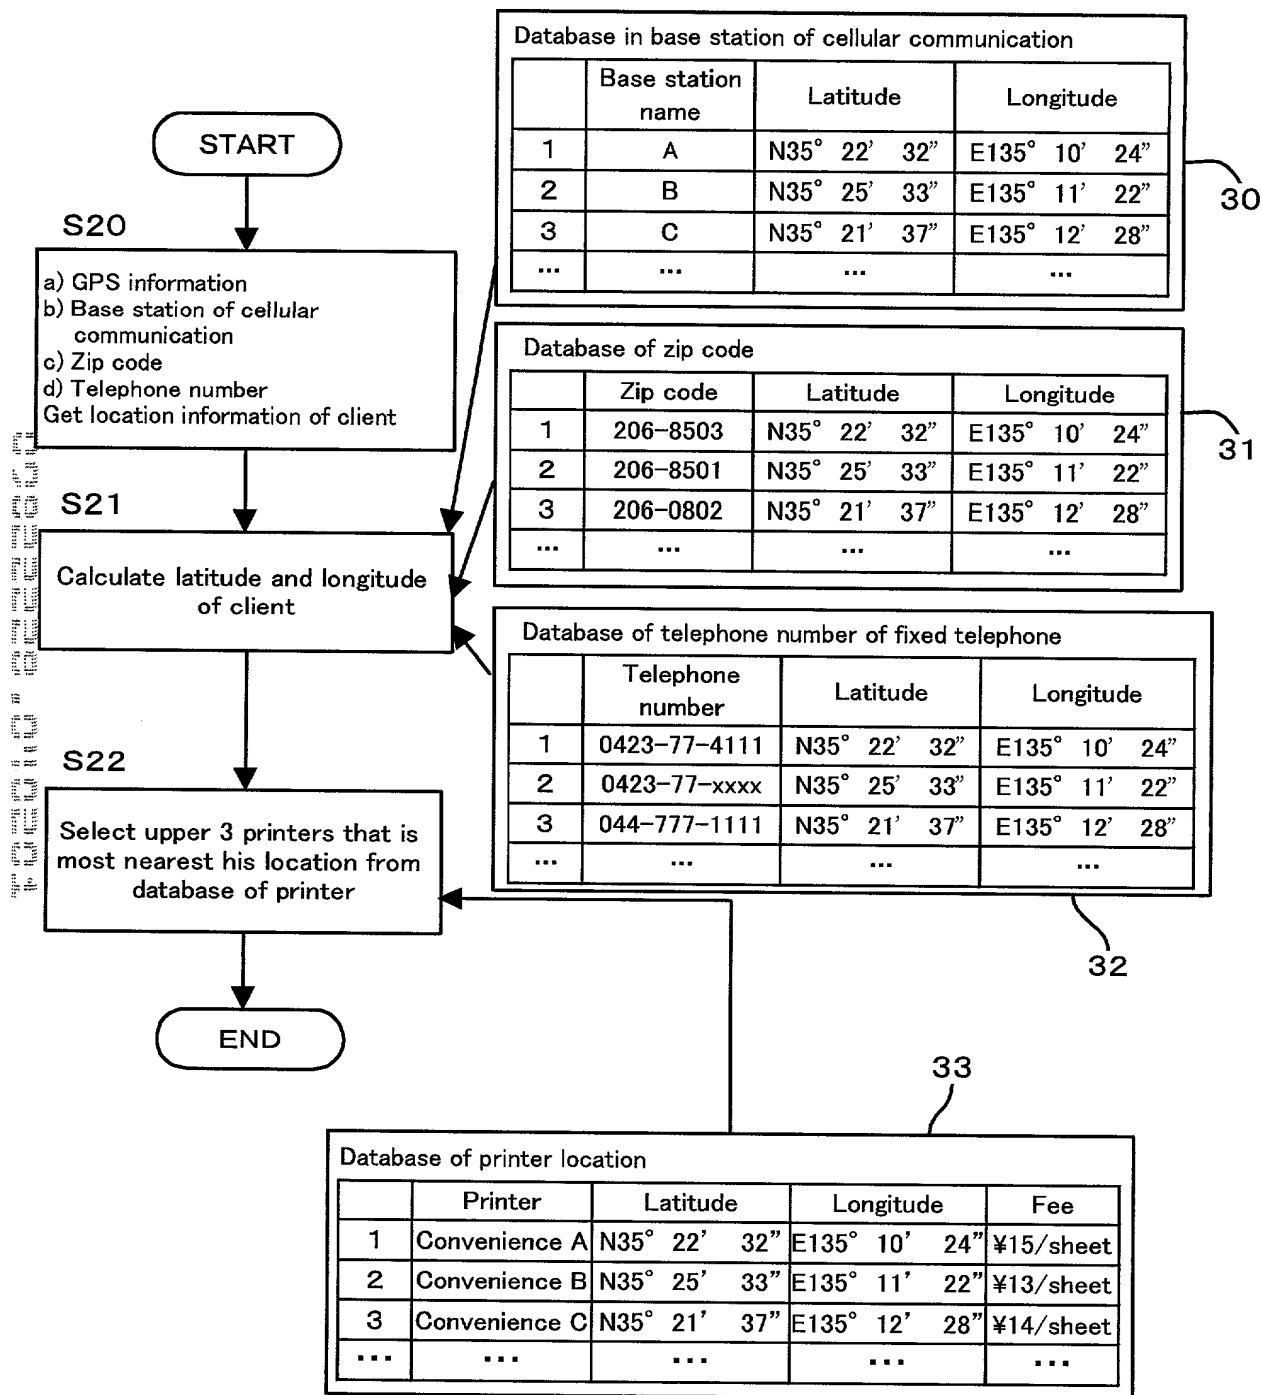 START
S20
a) GPS information
b) Base station of cellular
communication
c) Zip code
d) Telephone number
Get location information of client
S21
Calculate latitude and longitude
of client
S22
Select upper 3 printers that is
most nearest his location from
database of printer
END
Database in base station of cellular communication
Base station name Latitude Longitude
1 A N35° 22’ 32” E135° 10’ 24”
2 B N35° 25’ 33” E135° 11’ 22”
3 C N35° 21’ 37” E135° 12’ 28”
... ... ... ...
30
Database of zip code
Zip code Latitude Longitude
1 206-8503 N35° 22’ 32” E135° 10’ 24”
2 206-8501 N35° 25’ 33” E135° 11’ 22”
3 206-0802 N35° 21’ 37” E135° 12’ 28”
... ... ... ...
31
Database of telephone number of fixed telephone
Telephone number Latitude Longitude
1 0423-77-4111 N35° 22’ 32” E135° 10’ 24”
2 0423-77-xxxx N35° 25’ 33” E135° 11’ 22”
3 044-777-1111 N35° 21’ 37” E135° 12’ 28”
... ... ... ...
32
33
Database of printer location
Printer Latitude Longitude Fee
1 Convenience A N35° 22’ 32” E135° 10’ 24” ¥15/sheet
2 Convenience B N35° 25’ 33” E135° 11’ 22” ¥13/sheet
3 Convenience C N35° 21’ 37” E135° 12’ 28” ¥14/sheet
... ... ... ... ...